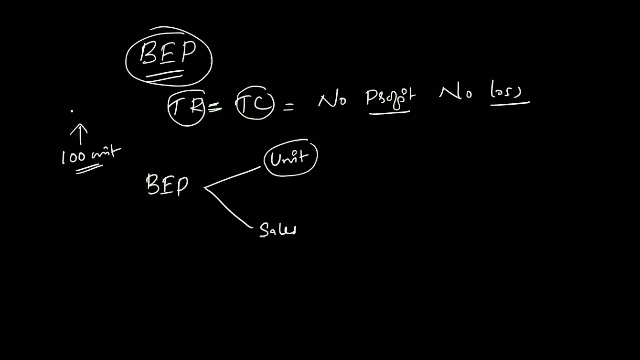 BEP
TR = TC = No Profit No loss
100 unit
Unit
BEP
Sales